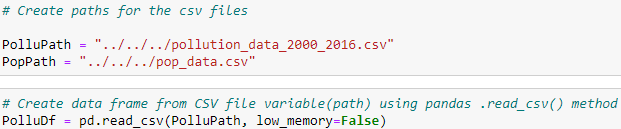 # Create paths for the csv files
PolluPath = "../../../pollution_data_2000_2016.csv"
PopPath = "../../../pop_data.csv"
# Create data frame from CSV file variable(path) using pandas .read_csv() method
PolluDf = pd.read_csv(PolluPath, low_memory=False)